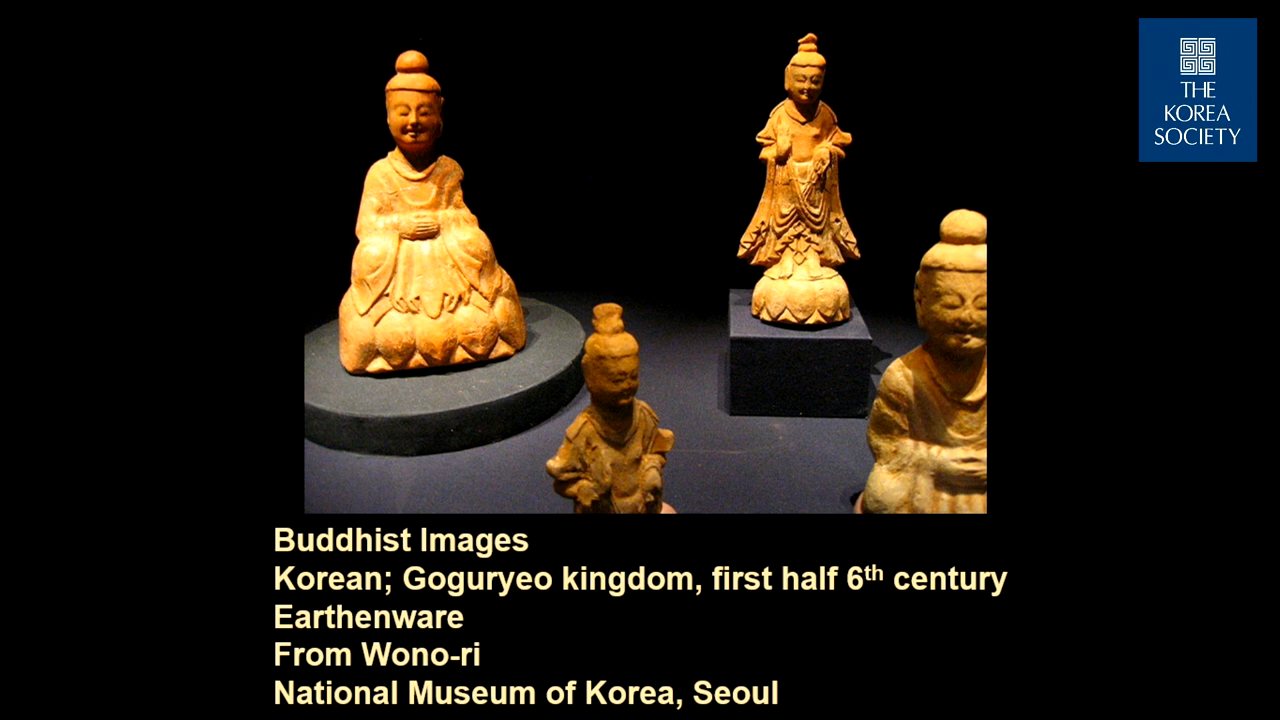 THE
KOREA
SOCIETY
Buddhist Images
Korean; Goguryeo kingdom, first half 6th century
Earthenware
From Wono-ri
National Museum of Korea, Seoul